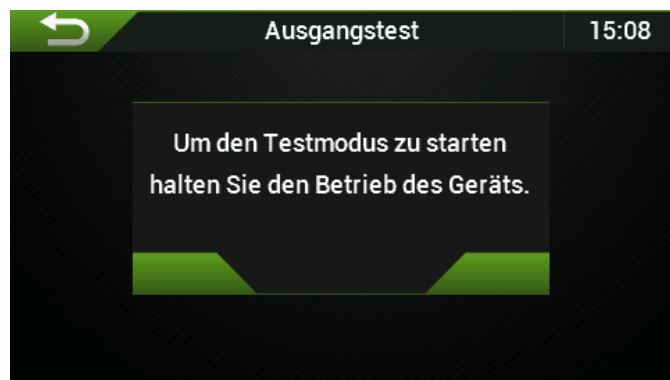 Ausgangstest
15:08
Um den Testmodus zu starten
halten Sie den Betrieb des Geräts.